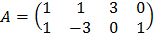 A = (1 1 3 0
1 -3 0 1)